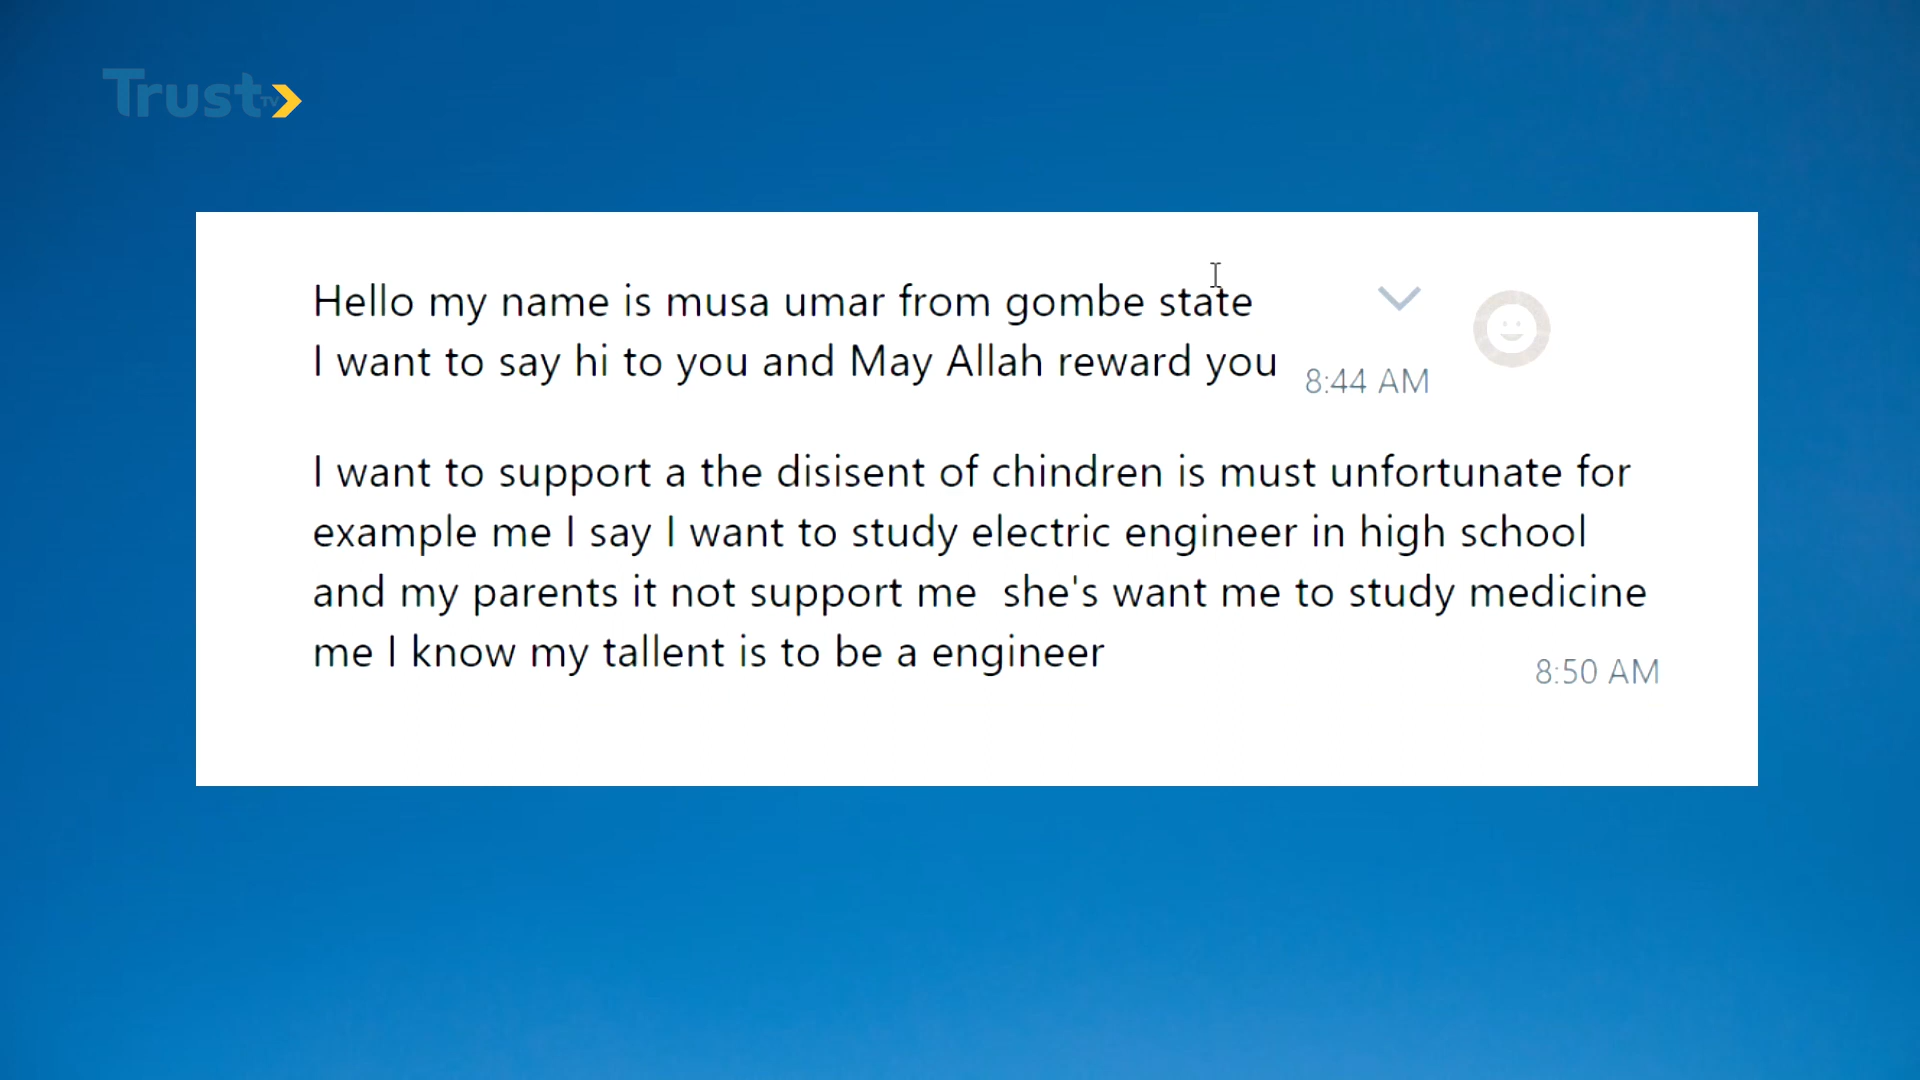 Trust TV
Hello my name is musa umar from gombe state
I want to say hi to you and May Allah reward you
8:44 AM
I want to support a the disisent of chindren is must unfortunate for
example me I say I want to study electric engineer in high school
and my parents it not support me  she's want me to study medicine
me I know my tallent is to be a engineer
8:50 AM